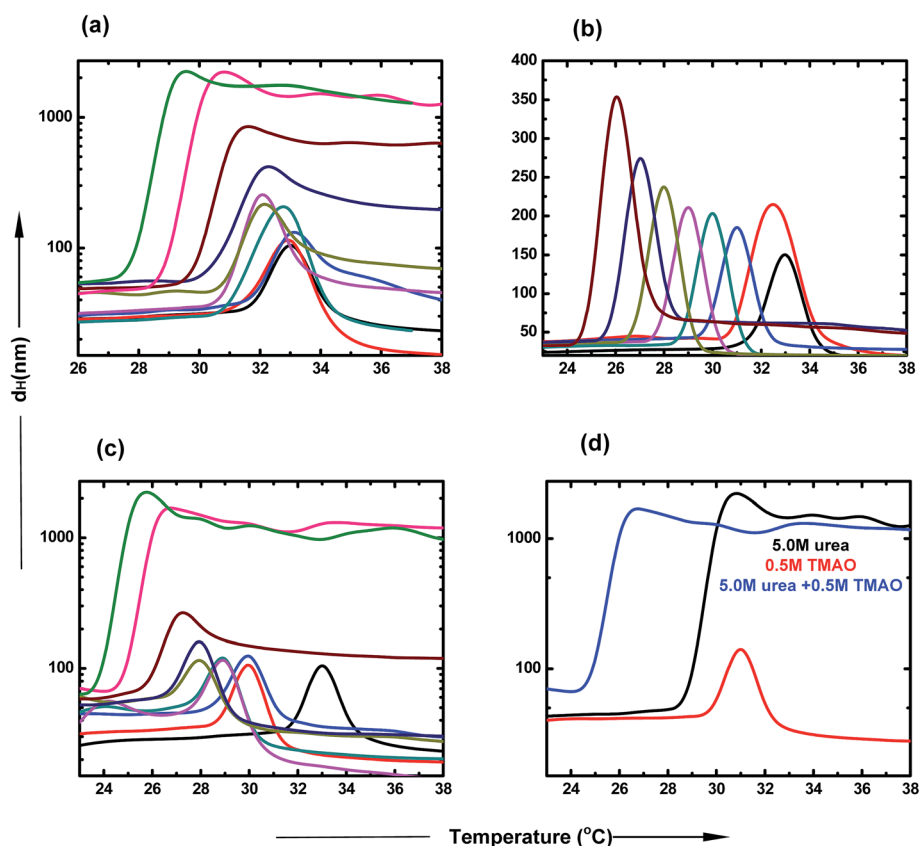 (a)
(b)
1000
100
26 28 30 32 34 36 38
400
350
300
250
200
150
100
50
24 26 28 30 32 34 36 38
dH(nm)
(c)
(d)
1000
100
24 26 28 30 32 34 36 38
1000
100
5.0M urea
0.5M TMAO
5.0M urea +0.5M TMAO
24 26 28 30 32 34 36 38
Temperature (°C)